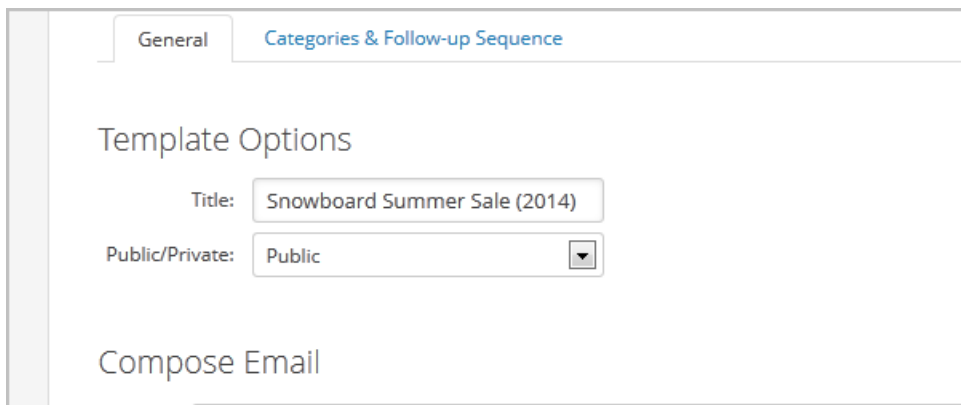 General Categories & Follow-up Sequence
Template Options
Title: Snowboard Summer Sale (2014)
Public/Private: Public
Compose Email